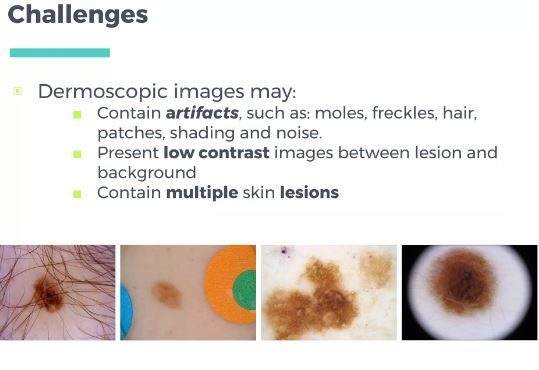 Challenges
Dermoscopic images may:
Contain artifacts, such as: moles, freckles, hair,
patches, shading and noise.
Present low contrast images between lesion and
background
Contain multiple skin lesions